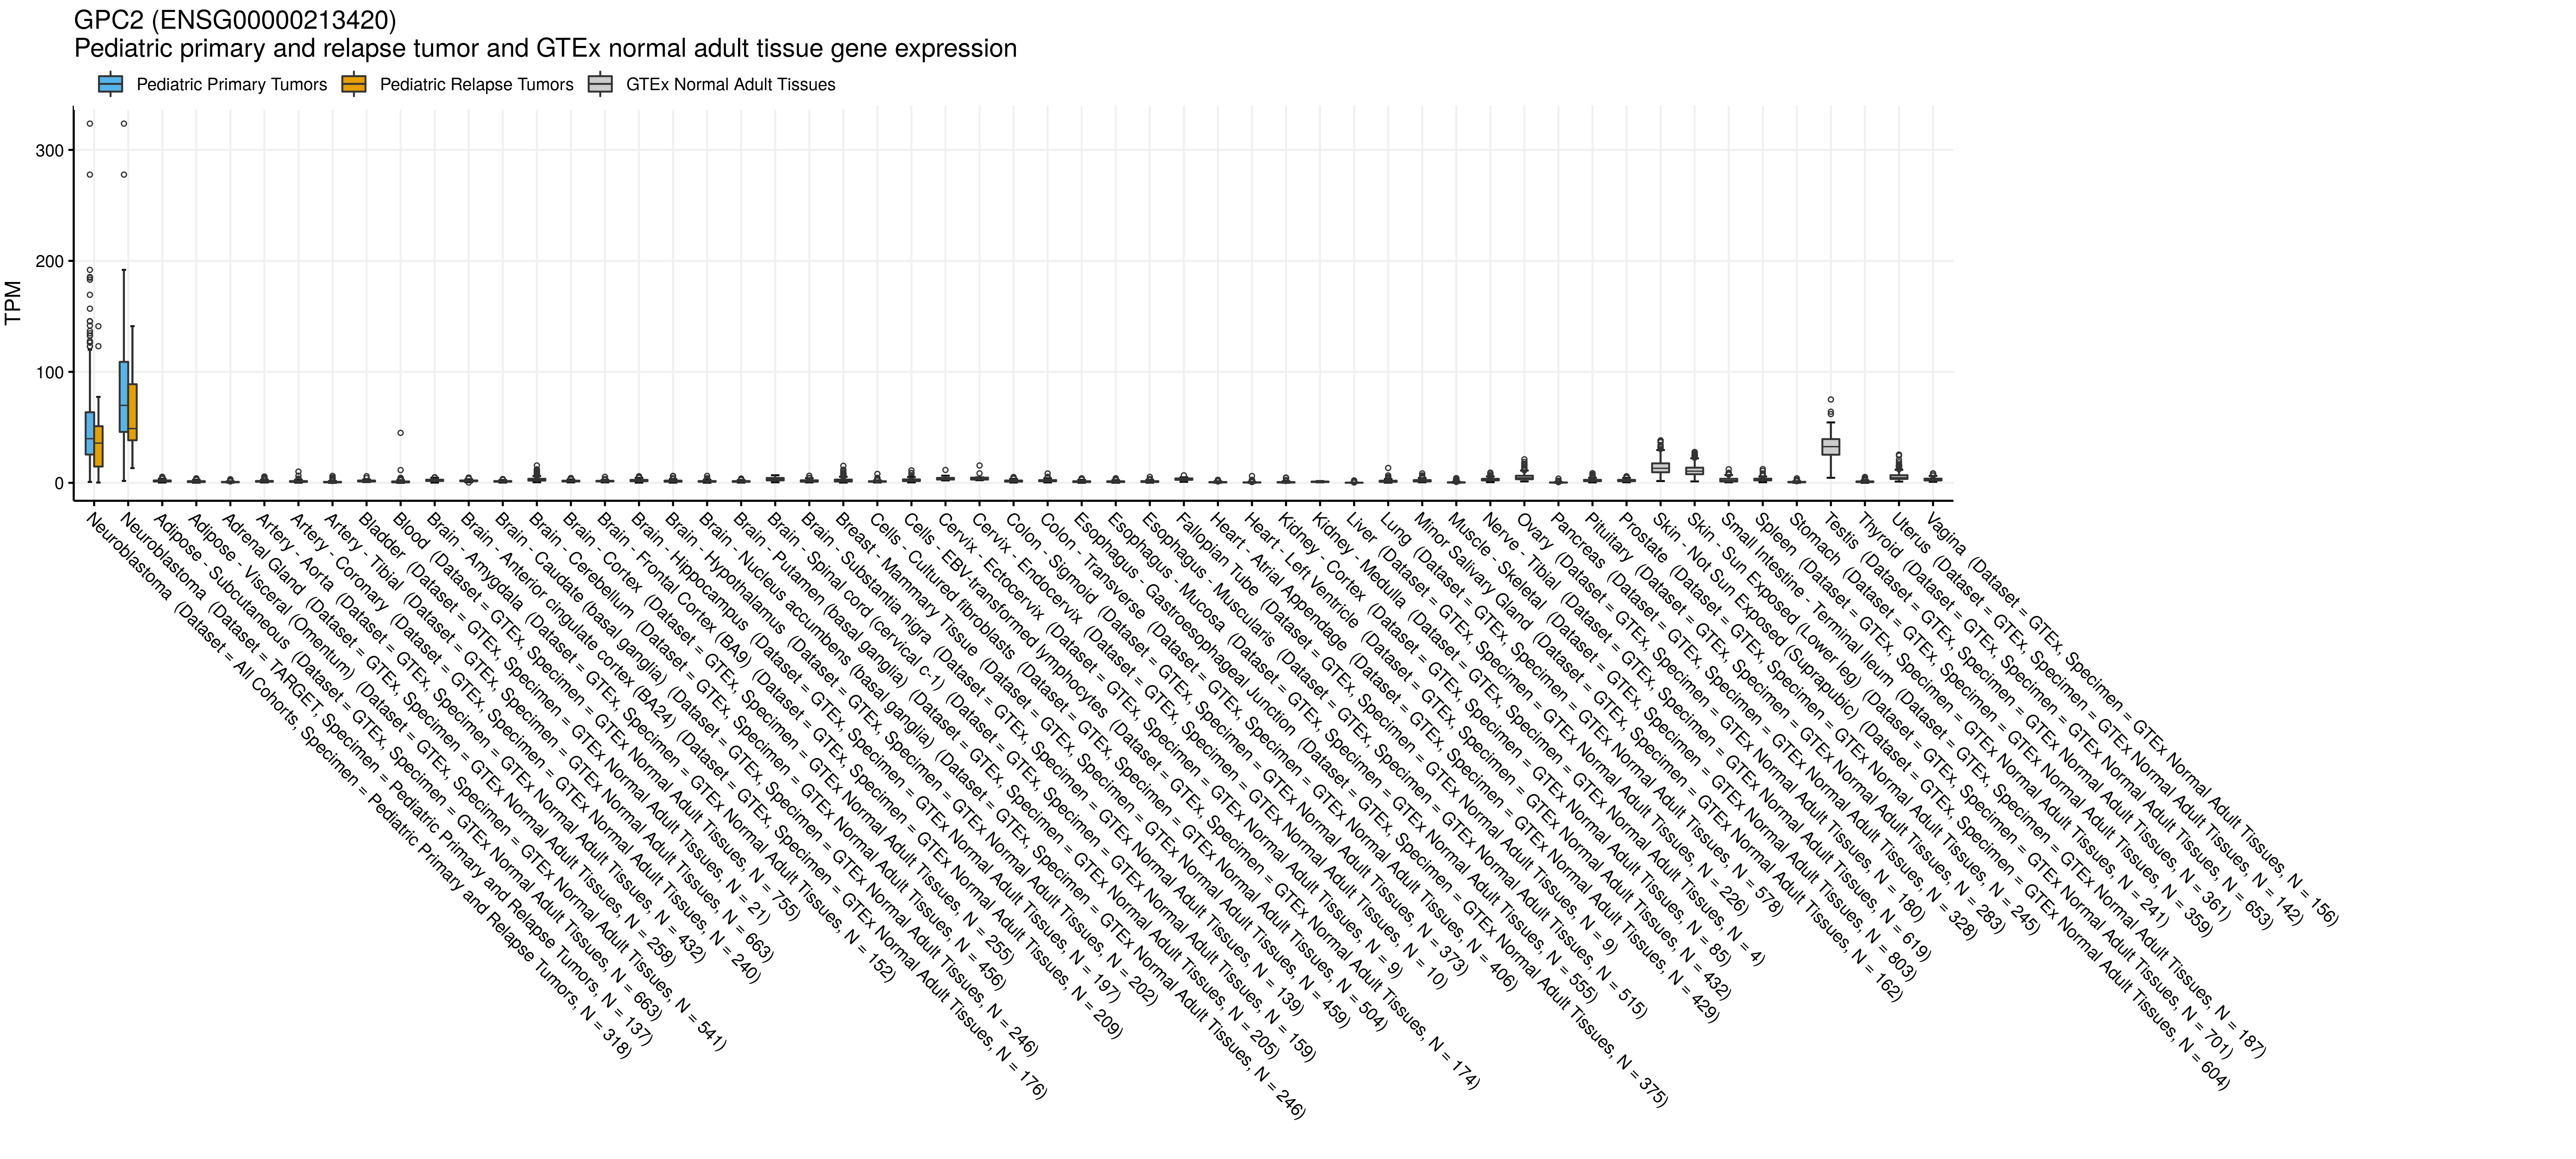 GPC2 (ENSG00000213420)
Pediatric primary and relapse tumor and GTEx normal adult tissue gene expression
Pediatric Primary Tumors
Pediatric Relapse Tumors
GTEx Normal Adult Tissues
TPM
300
200
100
0
Neuroblastoma (Dataset = All Cohorts, Specimen = Pediatric Primary and Relapse Tumors, N = 318)
Neuroblastoma (Dataset = TARGET, Specimen = Pediatric Primary and Relapse Tumors, N = 137)
Adipose - Subcutaneous (Dataset = GTEx, Specimen = GTEx Normal Adult Tissues, N = 663)
Adipose - Visceral (Omentum) (Dataset = GTEx, Specimen = GTEx Normal Adult Tissues, N = 541)
Adrenal Gland (Dataset = GTEx, Specimen = GTEx Normal Adult Tissues, N = 258)
Artery - Aorta (Dataset = GTEx, Specimen = GTEx Normal Adult Tissues, N = 432)
Artery - Coronary (Dataset = GTEx, Specimen = GTEx Normal Adult Tissues, N = 240)
Artery - Tibial (Dataset = GTEx, Specimen = GTEx Normal Adult Tissues, N = 663)
Bladder (Dataset = GTEx, Specimen = GTEx Normal Adult Tissues, N = 21)
Blood (Dataset = GTEx, Specimen = GTEx Normal Adult Tissues, N = 755)
Brain - Amygdala (Dataset = GTEx, Specimen = GTEx Normal Adult Tissues, N = 152)
Brain - Anterior cingulate cortex (BA24) (Dataset = GTEx, Specimen = GTEx Normal Adult Tissues, N = 176)
Brain - Caudate (basal ganglia) (Dataset = GTEx, Specimen = GTEx Normal Adult Tissues, N = 246)
Brain - Cerebellum (Dataset = GTEx, Specimen = GTEx Normal Adult Tissues, N = 456)
Brain - Cortex (Dataset = GTEx, Specimen = GTEx Normal Adult Tissues, N = 255)
Brain - Frontal Cortex (BA9) (Dataset = GTEx, Specimen = GTEx Normal Adult Tissues, N = 209)
Brain - Hippocampus (Dataset = GTEx, Specimen = GTEx Normal Adult Tissues, N = 197)
Brain - Hypothalamus (Dataset = GTEx, Specimen = GTEx Normal Adult Tissues, N = 202)
Brain - Nucleus accumbens (basal ganglia) (Dataset = GTEx, Specimen = GTEx Normal Adult Tissues, N = 246)
Brain - Putamen (basal ganglia) (Dataset = GTEx, Specimen = GTEx Normal Adult Tissues, N = 205)
Brain - Spinal cord (cervical c-1) (Dataset = GTEx, Specimen = GTEx Normal Adult Tissues, N = 159)
Brain - Substantia nigra (Dataset = GTEx, Specimen = GTEx Normal Adult Tissues, N = 139)
Breast - Mammary Tissue (Dataset = GTEx, Specimen = GTEx Normal Adult Tissues, N = 459)
Cells - Cultured fibroblasts (Dataset = GTEx, Specimen = GTEx Normal Adult Tissues, N = 504)
Cells - EBV-transformed lymphocytes (Dataset = GTEx, Specimen = GTEx Normal Adult Tissues, N = 174)
Cervix - Ectocervix (Dataset = GTEx, Specimen = GTEx Normal Adult Tissues, N = 9)
Cervix - Endocervix (Dataset = GTEx, Specimen = GTEx Normal Adult Tissues, N = 10)
Colon - Sigmoid (Dataset = GTEx, Specimen = GTEx Normal Adult Tissues, N = 373)
Colon - Transverse (Dataset = GTEx, Specimen = GTEx Normal Adult Tissues, N = 406)
Esophagus - Gastroesophageal Junction (Dataset = GTEx, Specimen = GTEx Normal Adult Tissues, N = 375)
Esophagus - Mucosa (Dataset = GTEx, Specimen = GTEx Normal Adult Tissues, N = 555)
Esophagus - Muscularis (Dataset = GTEx, Specimen = GTEx Normal Adult Tissues, N = 515)
Fallopian Tube (Dataset = GTEx, Specimen = GTEx Normal Adult Tissues, N = 9)
Heart - Atrial Appendage (Dataset = GTEx, Specimen = GTEx Normal Adult Tissues, N = 429)
Heart - Left Ventricle (Dataset = GTEx, Specimen = GTEx Normal Adult Tissues, N = 432)
Kidney - Cortex (Dataset = GTEx, Specimen = GTEx Normal Adult Tissues, N = 85)
Kidney - Medulla (Dataset = GTEx, Specimen = GTEx Normal Adult Tissues, N = 4)
Liver (Dataset = GTEx, Specimen = GTEx Normal Adult Tissues, N = 226)
Lung (Dataset = GTEx, Specimen = GTEx Normal Adult Tissues, N = 578)
Minor Salivary Gland (Dataset = GTEx, Specimen = GTEx Normal Adult Tissues, N = 162)
Muscle - Skeletal (Dataset = GTEx, Specimen = GTEx Normal Adult Tissues, N = 803)
Nerve - Tibial (Dataset = GTEx, Specimen = GTEx Normal Adult Tissues, N = 619)
Ovary (Dataset = GTEx, Specimen = GTEx Normal Adult Tissues, N = 180)
Pancreas (Dataset = GTEx, Specimen = GTEx Normal Adult Tissues, N = 328)
Pituitary (Dataset = GTEx, Specimen = GTEx Normal Adult Tissues, N = 283)
Prostate (Dataset = GTEx, Specimen = GTEx Normal Adult Tissues, N = 245)
Skin - Not Sun Exposed (Suprapubic) (Dataset = GTEx, Specimen = GTEx Normal Adult Tissues, N = 604)
Skin - Sun Exposed (Lower leg) (Dataset = GTEx, Specimen = GTEx Normal Adult Tissues, N = 701)
Small Intestine - Terminal Ileum (Dataset = GTEx, Specimen = GTEx Normal Adult Tissues, N = 187)
Spleen (Dataset = GTEx, Specimen = GTEx Normal Adult Tissues, N = 241)
Stomach (Dataset = GTEx, Specimen = GTEx Normal Adult Tissues, N = 359)
Testis (Dataset = GTEx, Specimen = GTEx Normal Adult Tissues, N = 361)
Thyroid (Dataset = GTEx, Specimen = GTEx Normal Adult Tissues, N = 653)
Uterus (Dataset = GTEx, Specimen = GTEx Normal Adult Tissues, N = 142)
Vagina (Dataset = GTEx, Specimen = GTEx Normal Adult Tissues, N = 156)